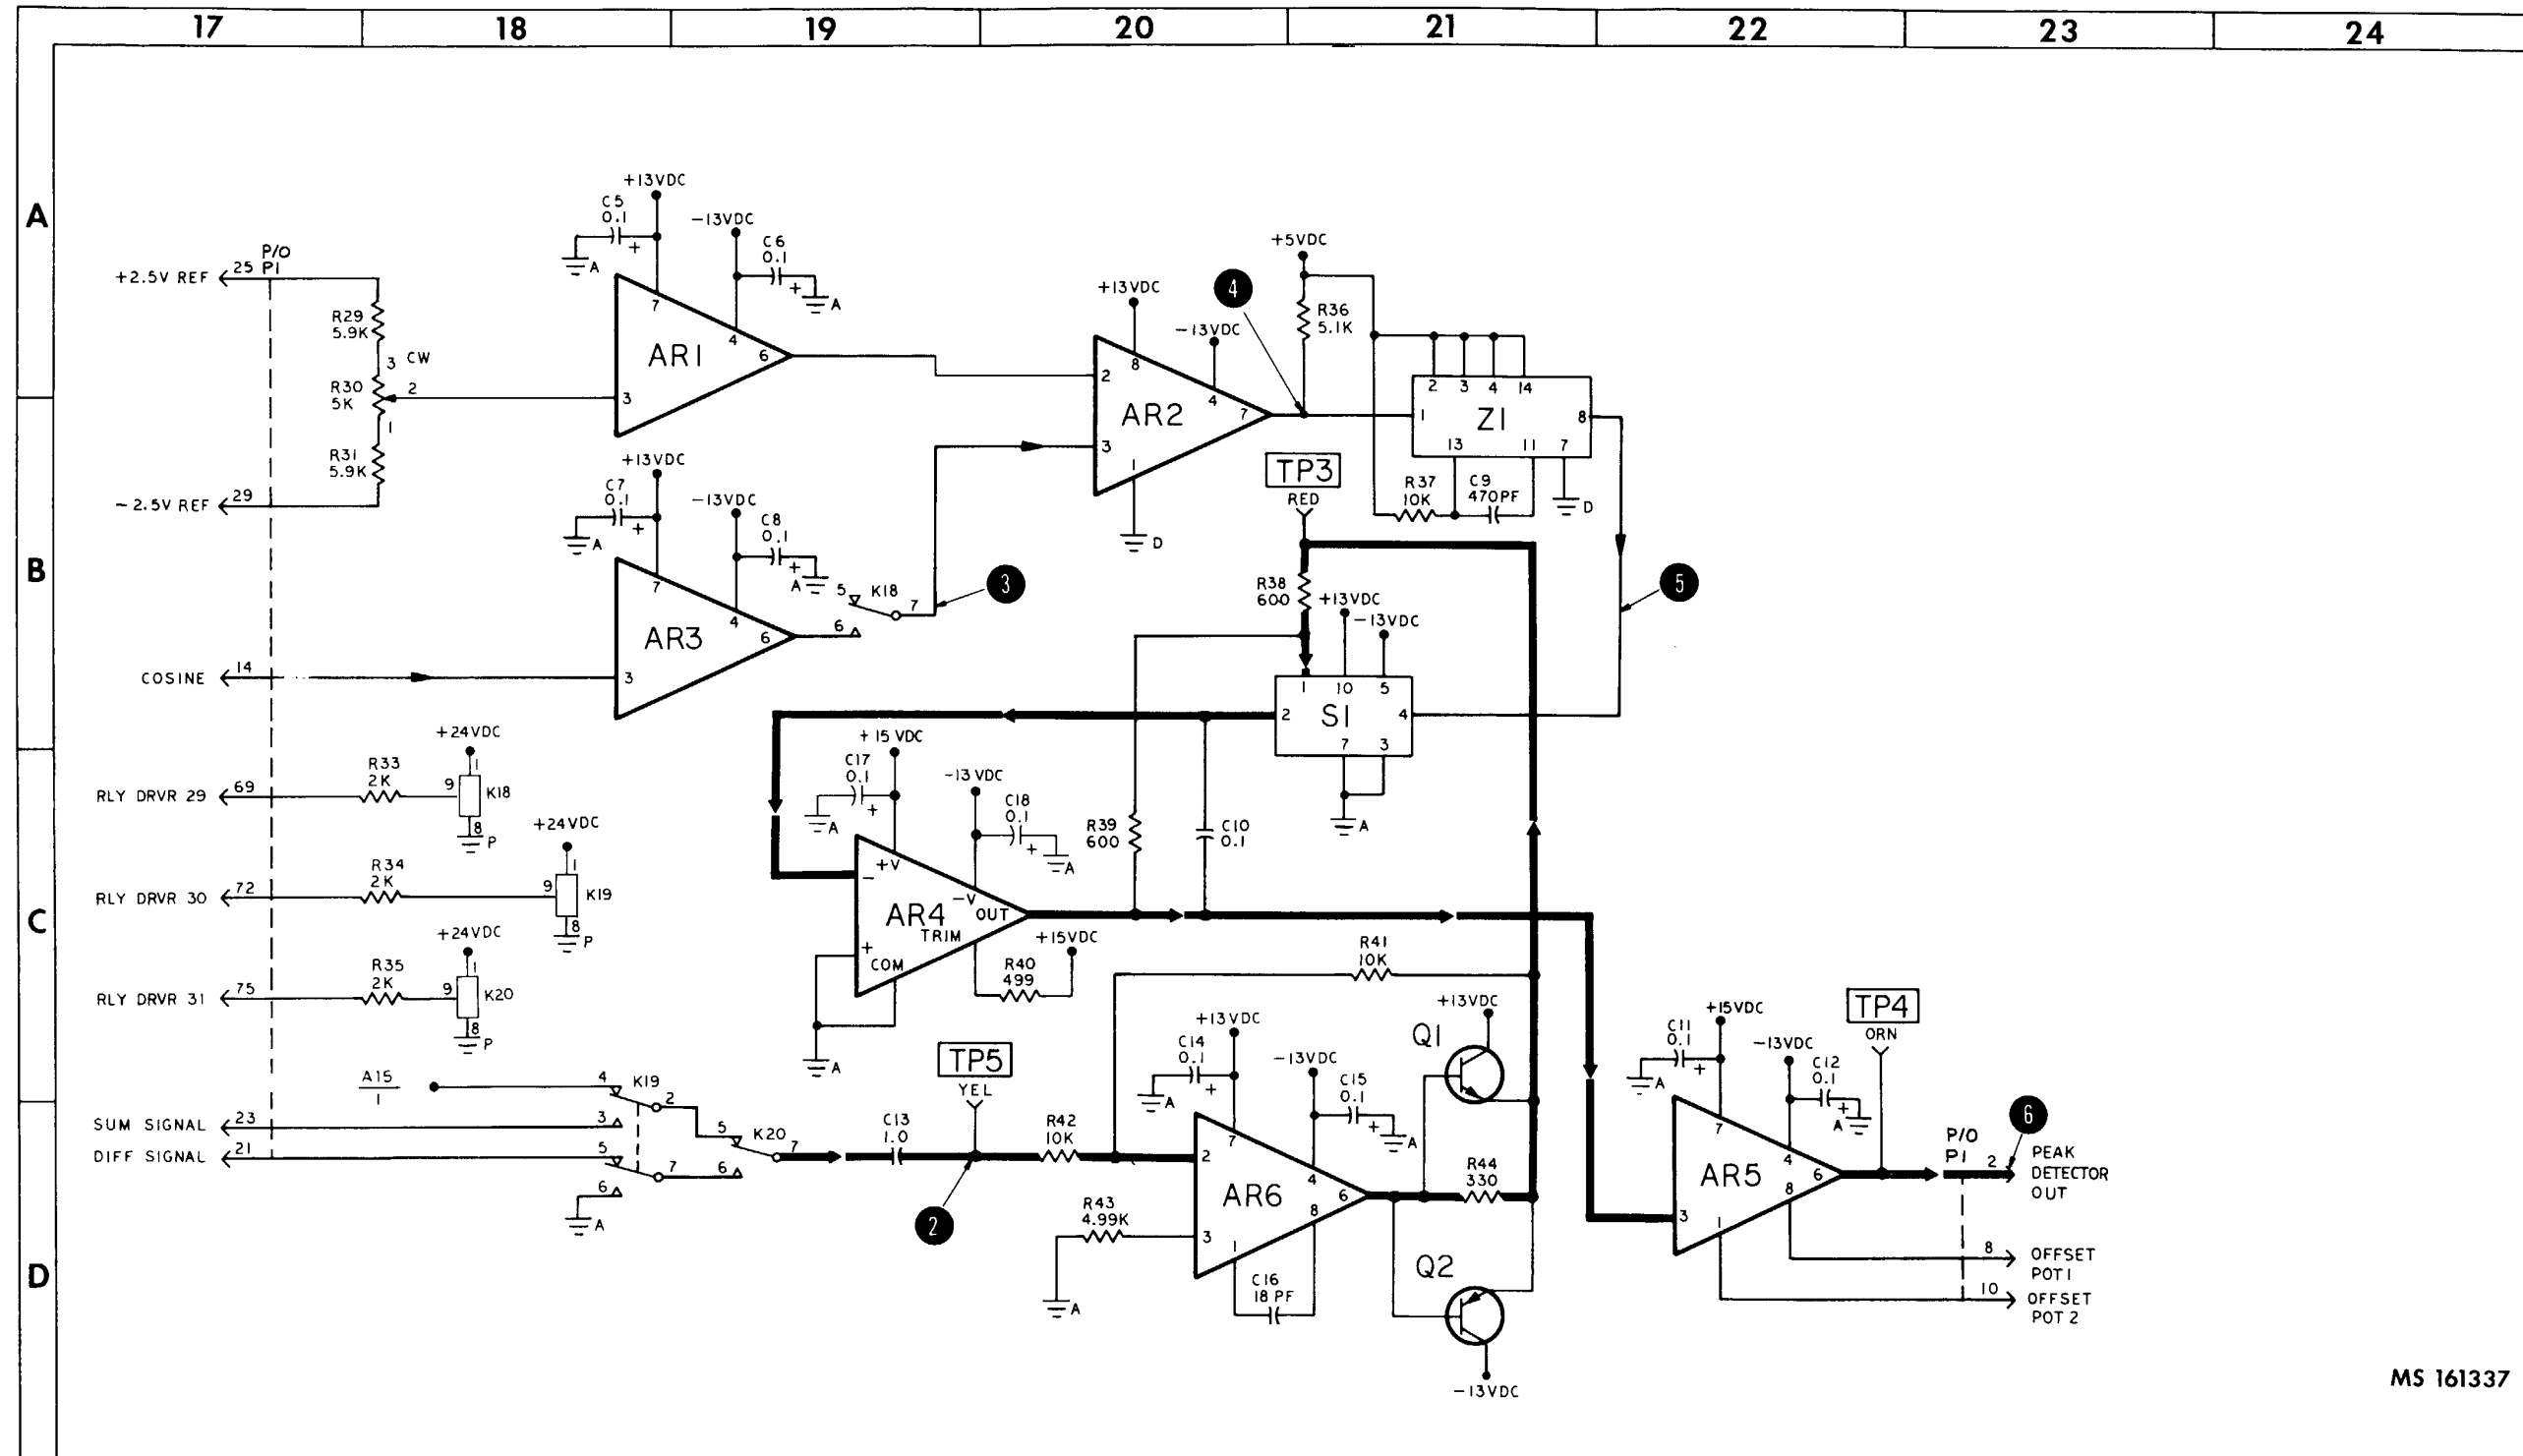 17 18 19 20 21 22 23 24
A
B
C
D
+2.5V REF 25
P/O
P1
R29
5.9K
3 CW
R30
5K
2
1
R31
5.9K
-2.5V REF 29
COSINE 14
+13VDC
C5
0.1
+
A
-13VDC
C6
0.1
+
A
7
4
AR1
6
3
+13VDC
C7
0.1
+
A
-13VDC
C8
0.1
+
A
7
4
AR3
6
3
5
K18
7
6
3
+13VDC
-13VDC
8
2
4
AR2
7
3
1
D
4
+5VDC
R36
5.1K
2 3 4 14
1
Z1
8
13 11 7
R37
10K
C9
470PF
D
TP3
RED
R38
600
+13VDC
-13VDC
1 10 5
2
S1
4
7 3
A
5
RLY DRVR 29 69
R33
2K
+24VDC
1
9
K18
8
P
RLY DRVR 30 72
R34
2K
+24VDC
1
9
K19
8
P
RLY DRVR 31 75
R35
2K
+24VDC
1
9
K20
8
P
+15 VDC
C17
0.1
+
A
-13VDC
C18
0.1
+
A
+V
-
-V
AR4
OUT
TRIM
+
COM
A
R40
499
+15VDC
R39
600
C10
0.1
R41
10K
A15
1
4
K19
2
SUM SIGNAL 23
3
DIFF SIGNAL 21
5
7
6
A
5
K20
7
6
C13
1.0
TP5
YEL
2
R42
10K
R43
4.99K
A
+13VDC
C14
0.1
+
A
-13VDC
C15
0.1
+
A
7
2
4
AR6
6
8
3
1
C16
18 PF
Q1
+13VDC
R44
330
Q2
-13VDC
+15VDC
C11
0.1
+
A
-13VDC
C12
0.1
+
A
TP4
ORN
7
4
AR5
6
8
3
1
P/O
P1
6
2
PEAK
DETECTOR
OUT
8
OFFSET
POT 1
10
OFFSET
POT 2
MS 161337